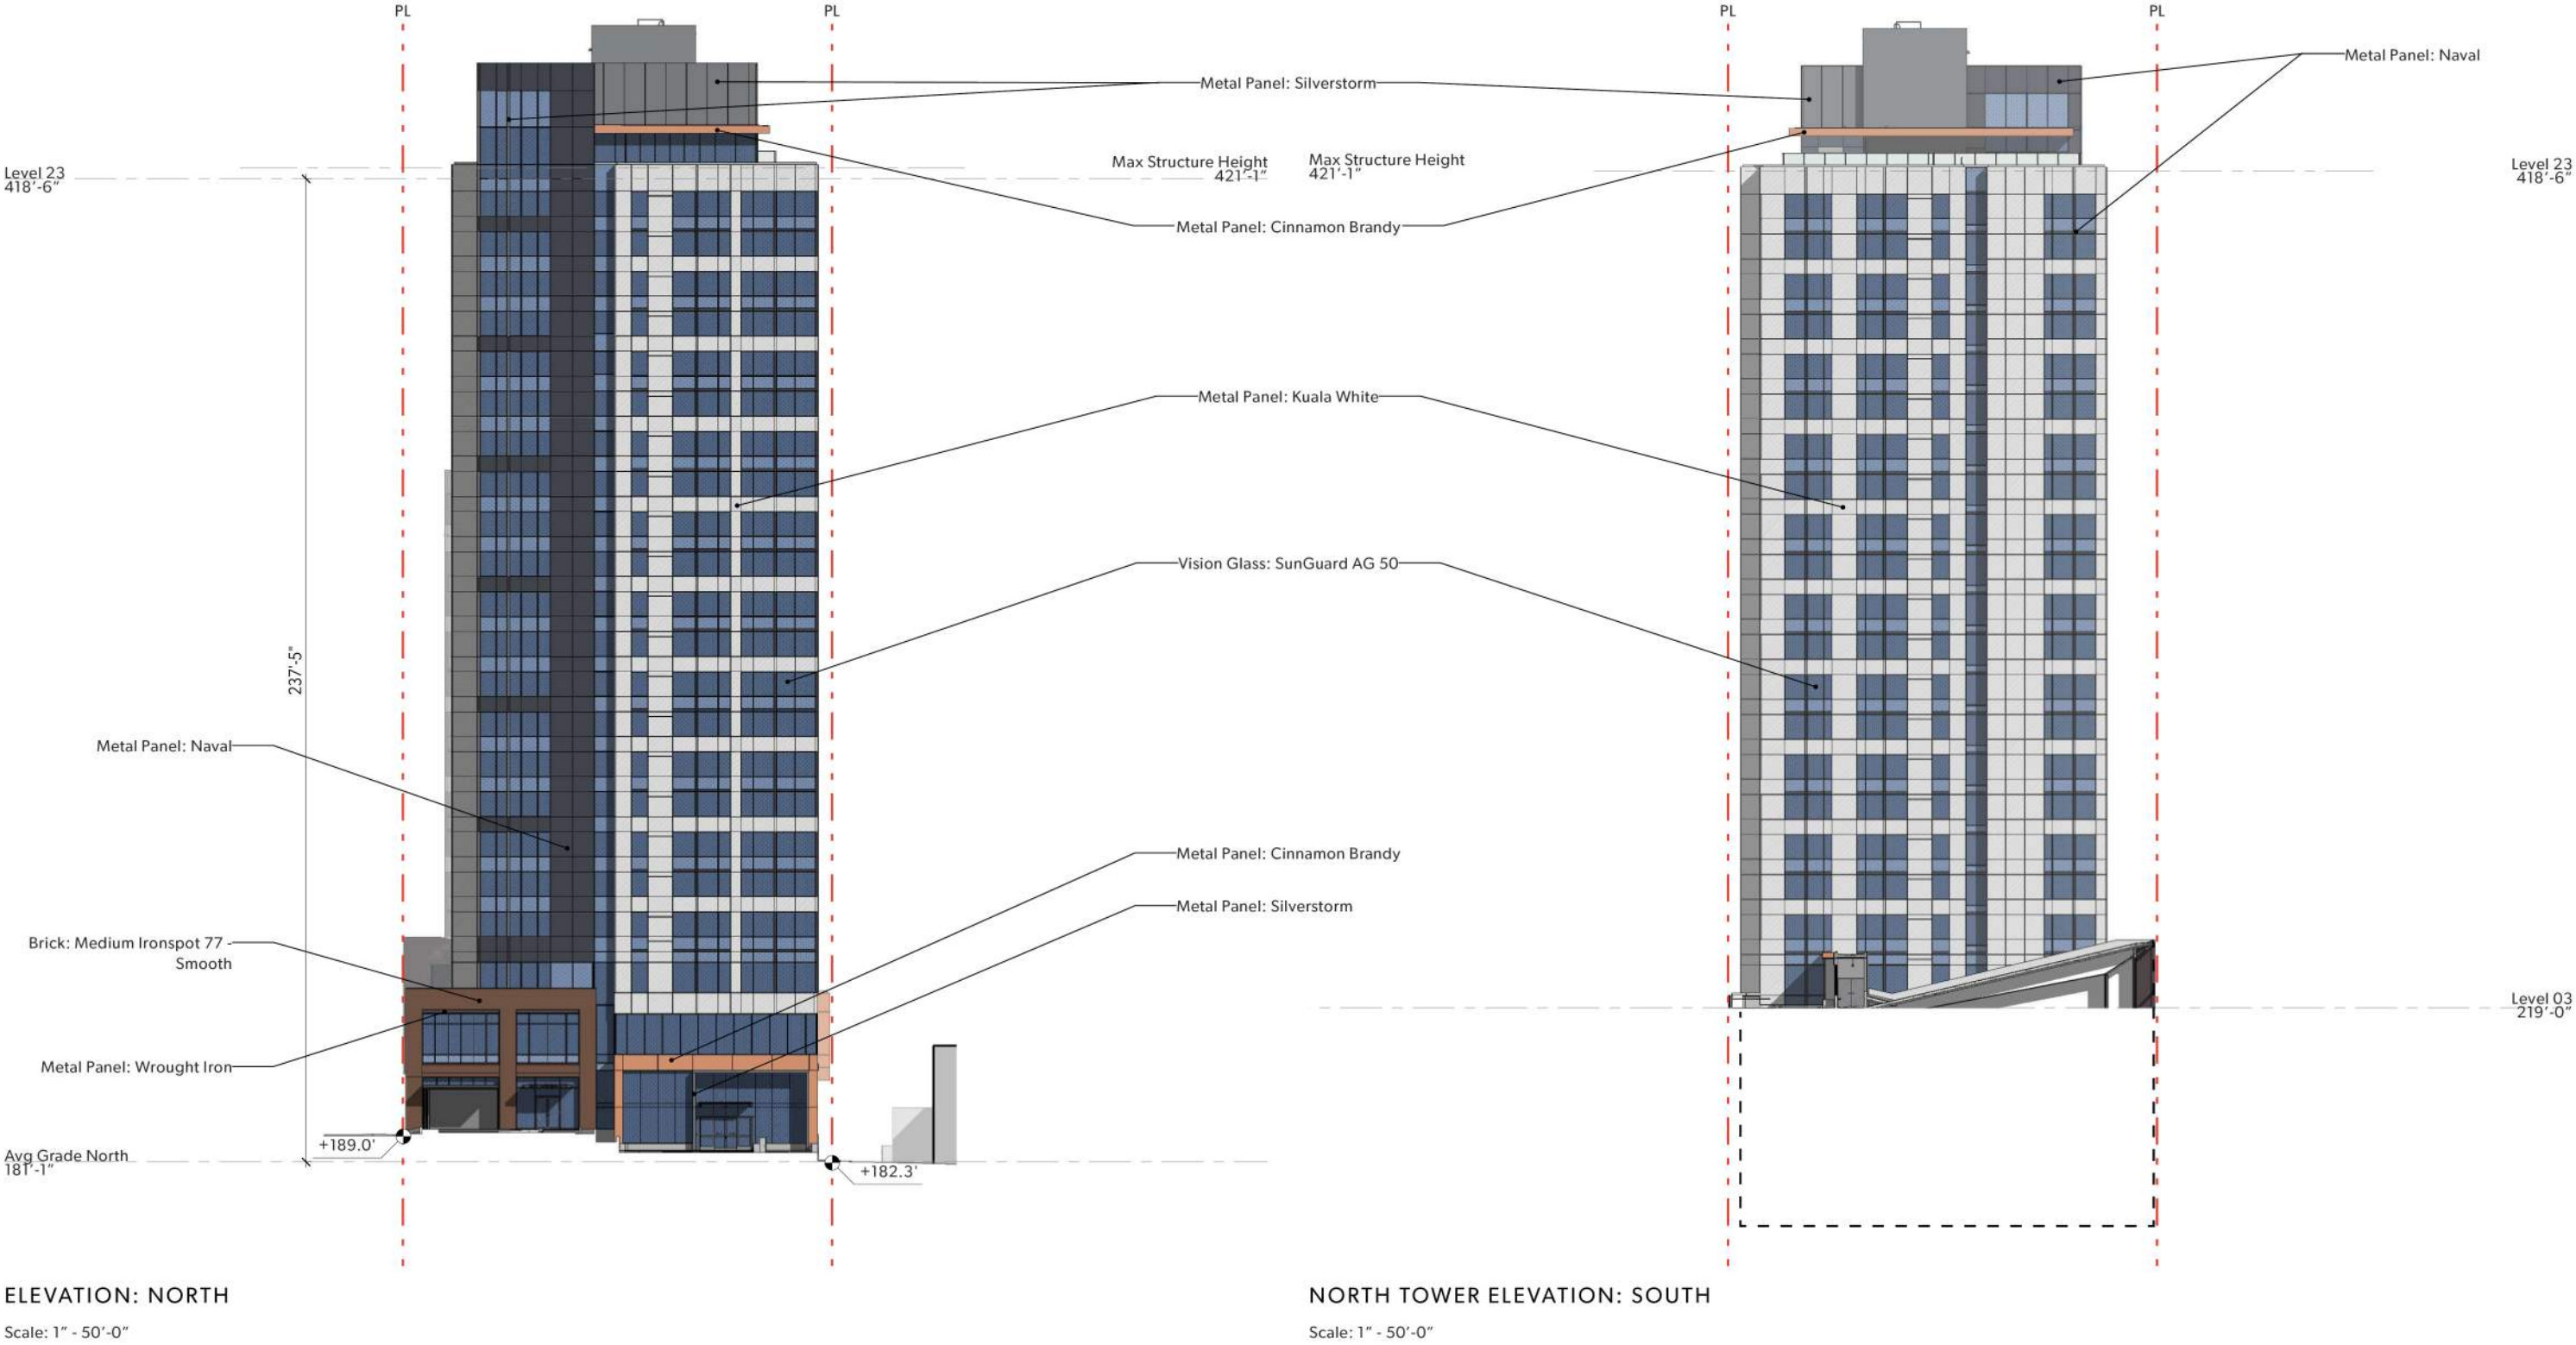 PL
PL
PL
PL
Metal Panel: Naval
Metal Panel: Silverstorm
Max Structure Height
421'-1"
Max Structure Height
421'-1"
Level 23
418'-6"
Level 23
418'-6"
Metal Panel: Cinnamon Brandy
Metal Panel: Kuala White
Vision Glass: SunGuard AG 50
237'-5"
Metal Panel: Naval
Metal Panel: Cinnamon Brandy
Metal Panel: Silverstorm
Brick: Medium Ironspot 77 -
Smooth
Level 03
219'-0"
Metal Panel: Wrought Iron
+189.0'
Avg Grade North
181'-1"
+182.3'
ELEVATION: NORTH
Scale: 1" - 50'-0"
NORTH TOWER ELEVATION: SOUTH
Scale: 1" - 50'-0"